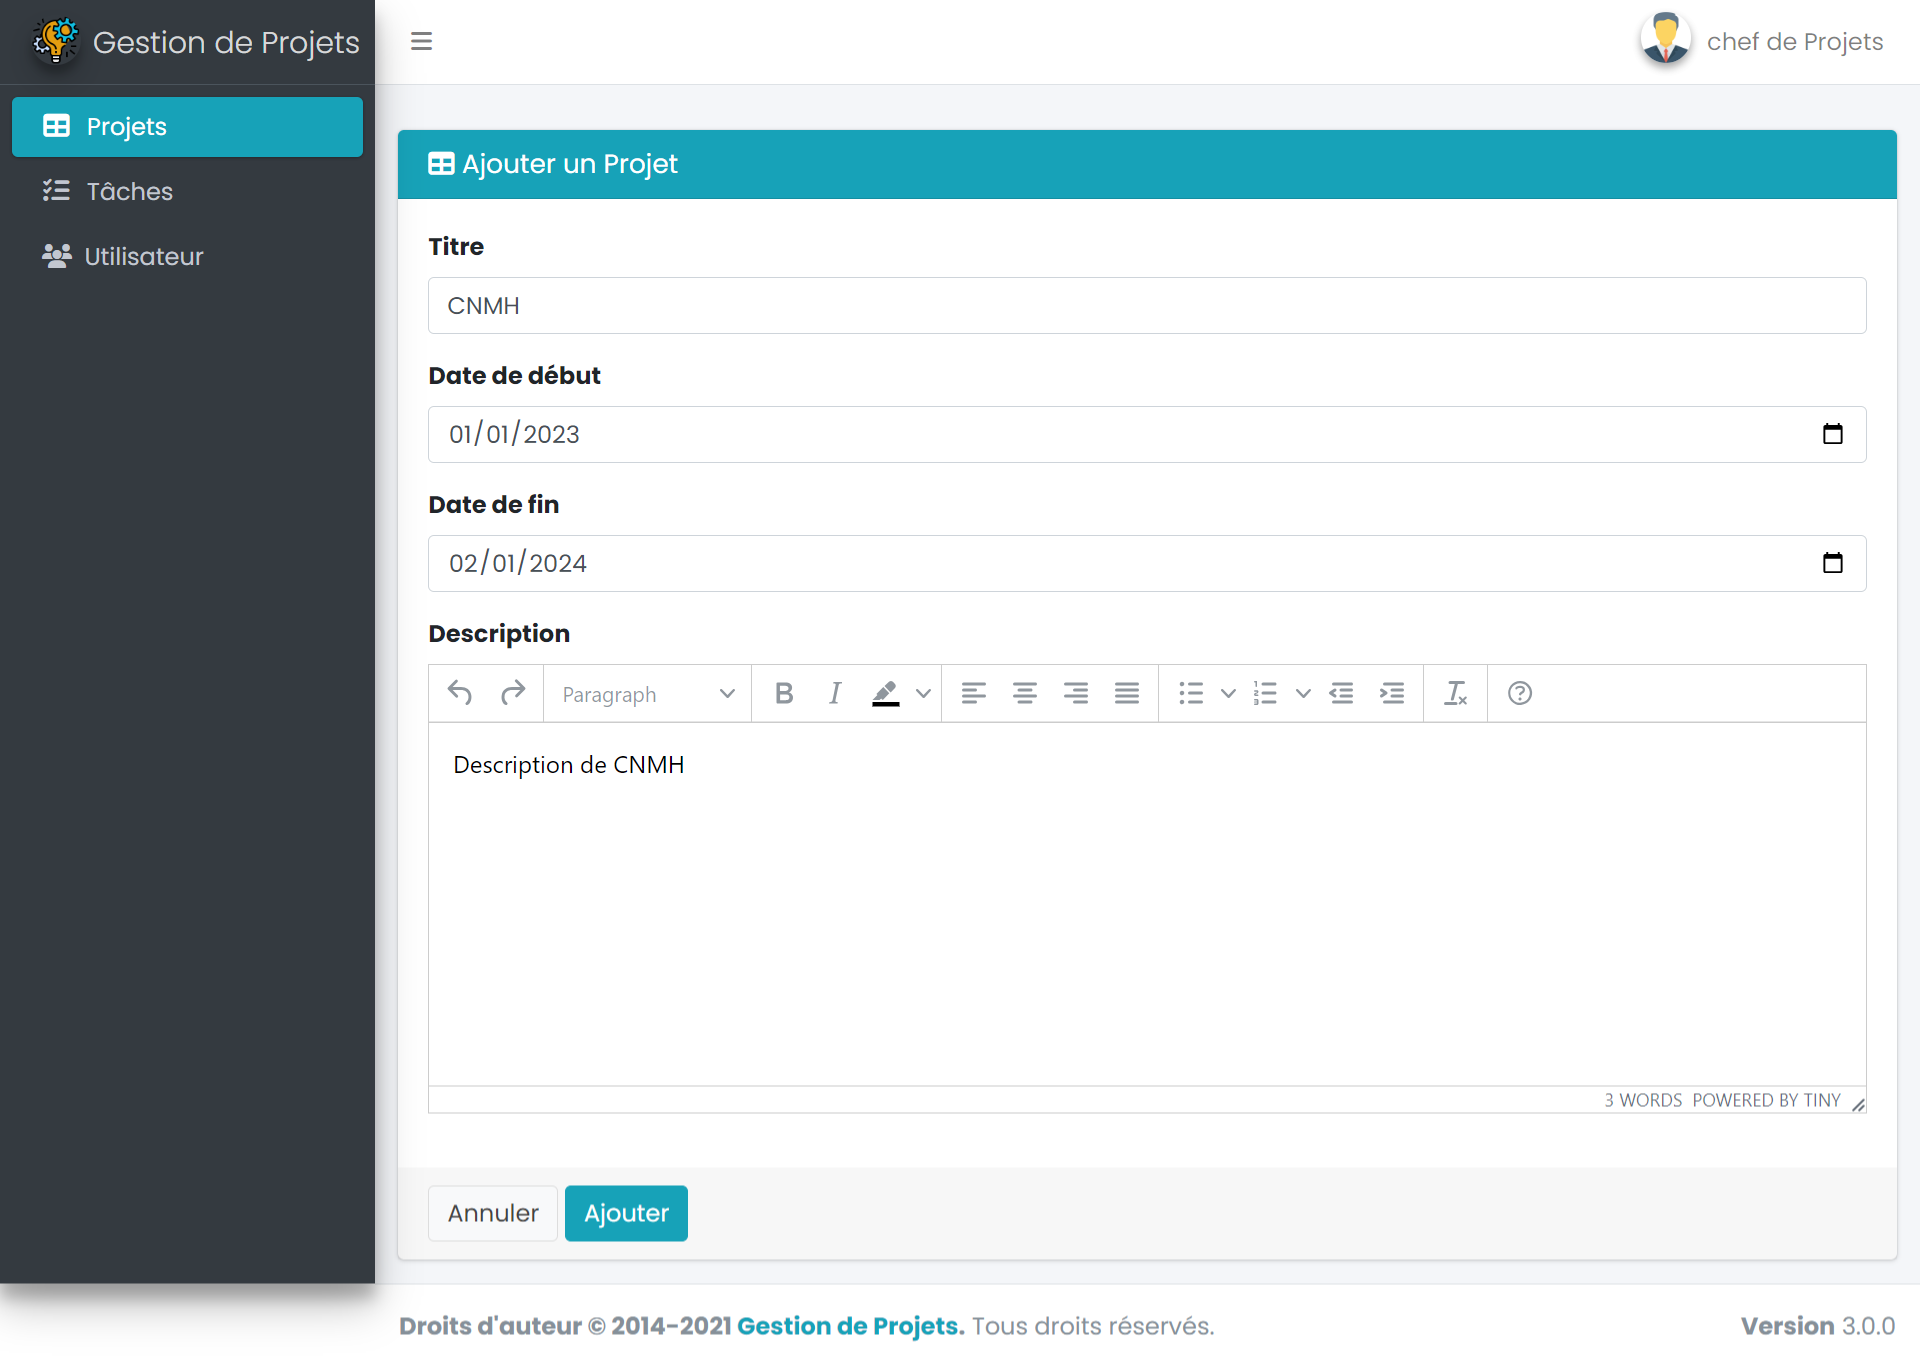 Gestion de Projets
chef de Projets
Projets
Tâches
Utilisateur
Ajouter un Projet
Titre
CNMH
Date de début
01/01/2023
Date de fin
02/01/2024
Description
Paragraph
Description de CNMH
3 WORDS POWERED BY TINY
Annuler Ajouter
Droits d'auteur © 2014-2021 Gestion de Projets. Tous droits réservés.
Version 3.0.0